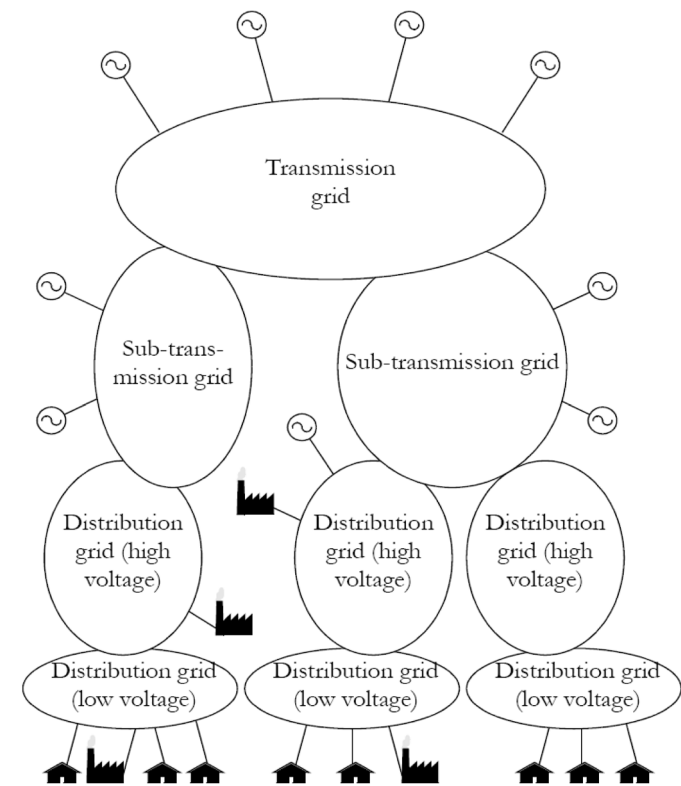 Transmission
grid
Sub-trans-
mission grid
Sub-transmission grid
Distribution
grid (high
voltage)
Distribution
grid (high
voltage)
Distribution
grid (high
voltage)
Distribution grid
(low voltage)
Distribution grid
(low voltage)
Distribution grid
(low voltage)